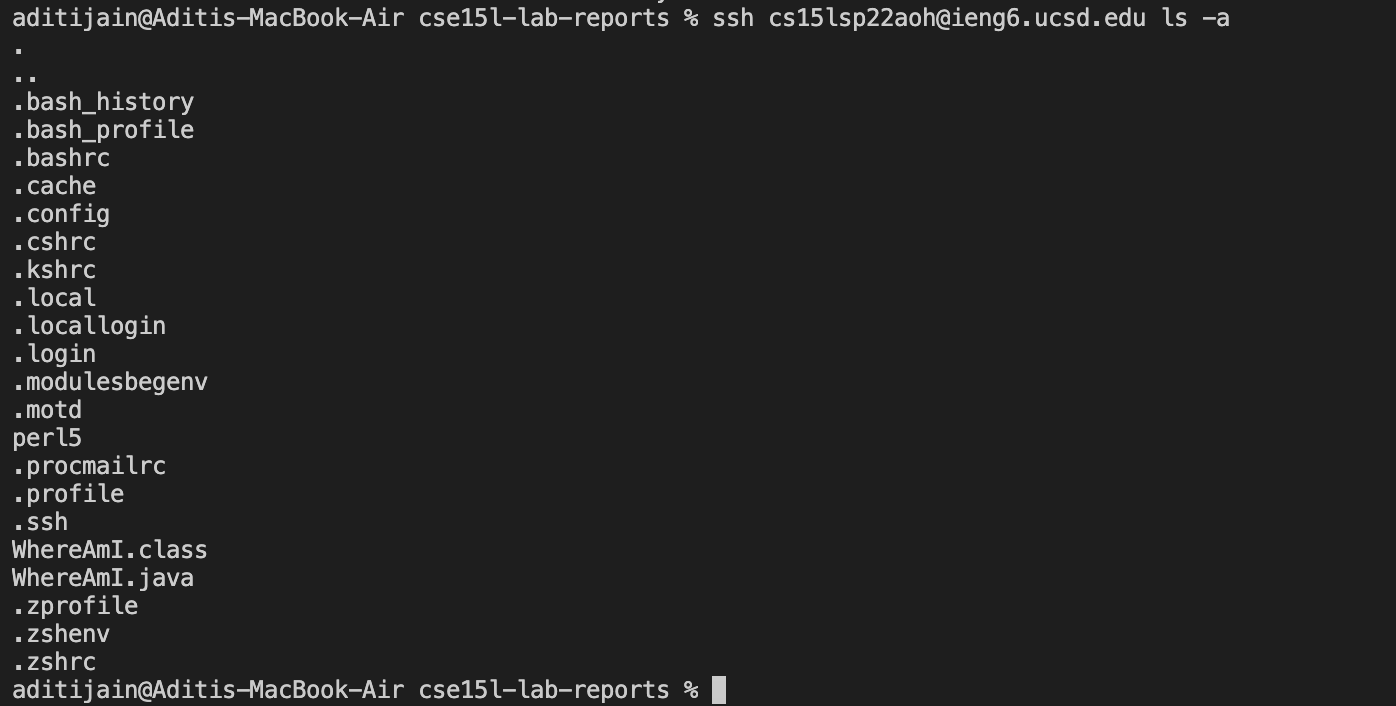 aditijain@Aditis-MacBook-Air cse15l-lab-reports % ssh cs15lsp22aoh@ieng6.ucsd.edu ls -a
.
..
.bash_history
.bash_profile
.bashrc
.cache
.config
.cshrc
.kshrc
.local
.locallogin
.login
.modulesbegenv
.motd
perl5
.procmailrc
.profile
.ssh
WhereAmI.class
WhereAmI.java
.zprofile
.zshenv
.zshrc
aditijain@Aditis-MacBook-Air cse15l-lab-reports %